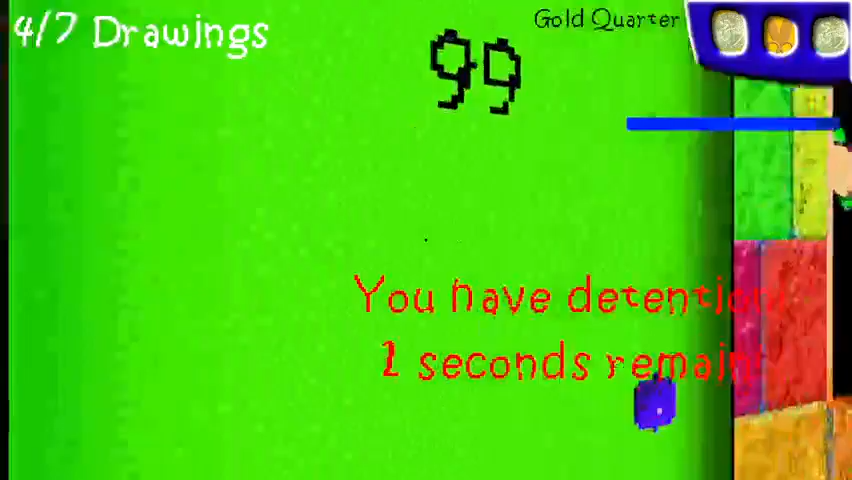 4/7 Drawings
Gold Quarter
99
You have detention!
1 seconds remain!